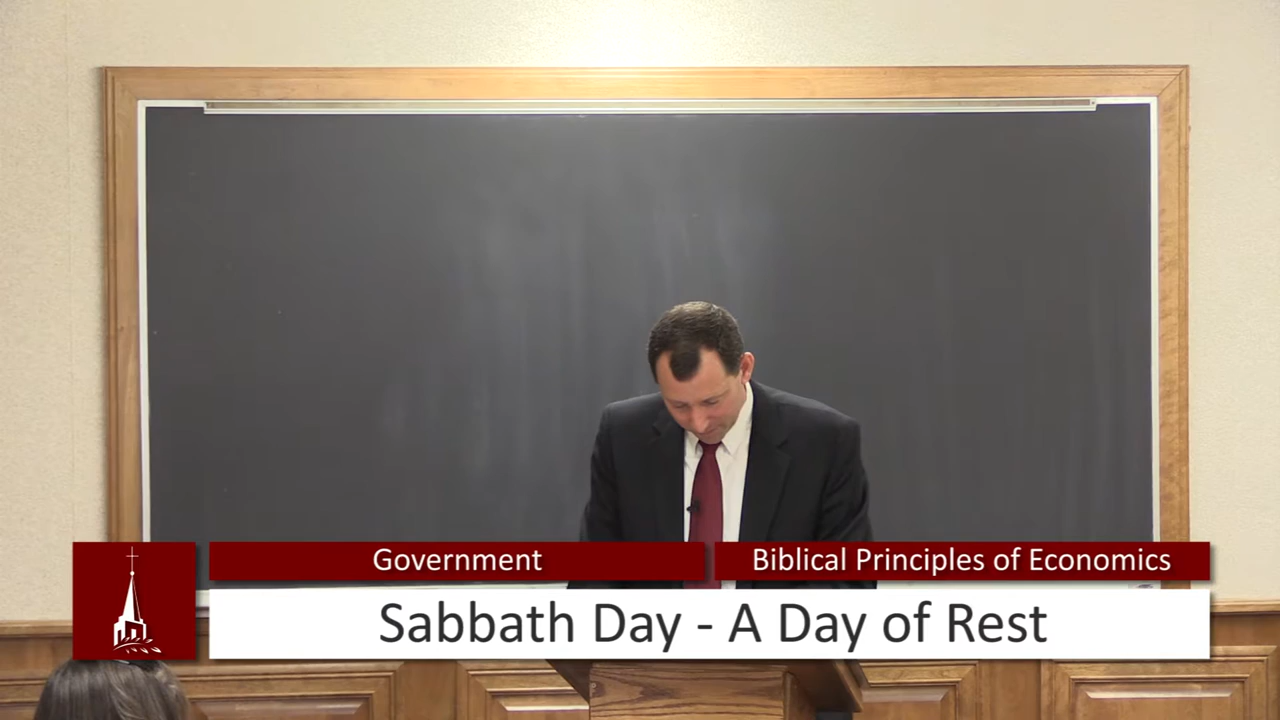 Government
Biblical Principles of Economics
Sabbath Day - A Day of Rest